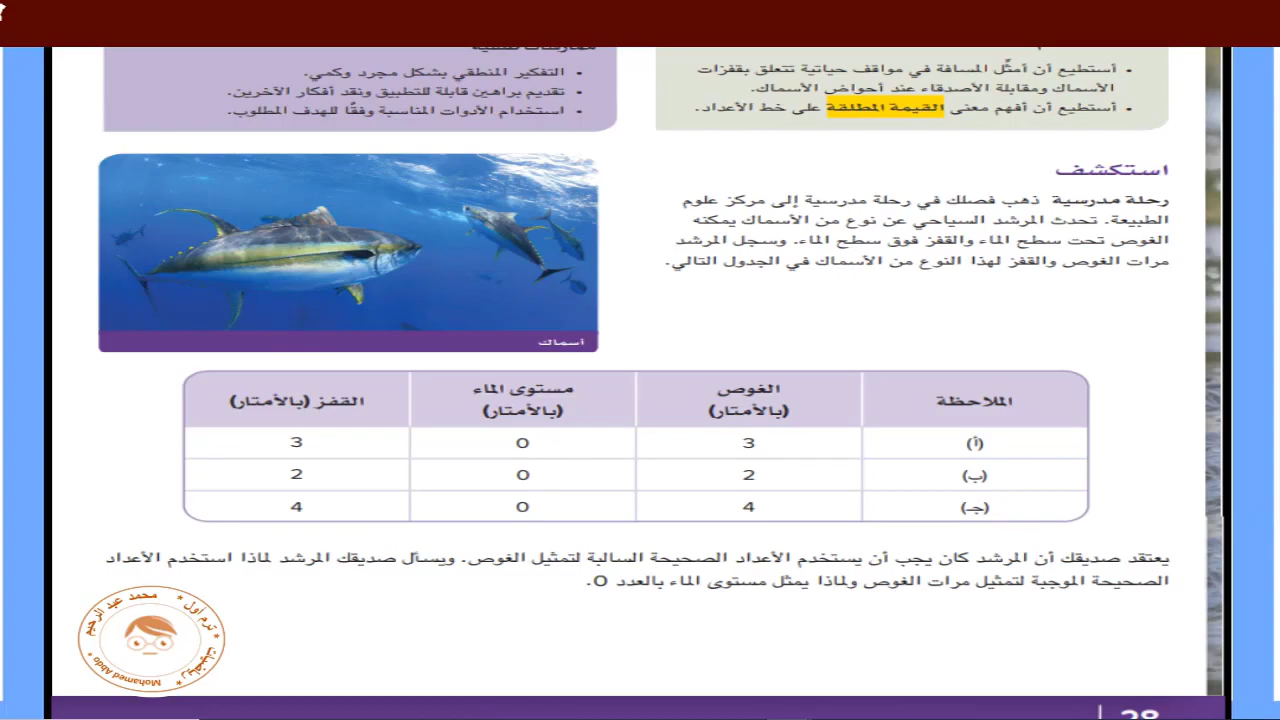 ؟
أستطيع أن أمثِّل المسافة في مواقف حياتية تتعلق بقفزات
الأسماك ومقابلة الأصدقاء عند أحواض الأسماك.
أستطيع أن أفهم معنى القيمة المطلقة على خط الأعداد.
التفكير المنطقي بشكل مجرد وكمي.
تقديم براهين قابلة للتطبيق ونقد أفكار الآخرين.
استخدام الأدوات المناسبة وفقًا للهدف المطلوب.
استكشف
رحلة مدرسية ذهب فصلك في رحلة مدرسية إلى مركز علوم
الطبيعة. تحدث المرشد السياحي عن نوع من الأسماك يمكنه
الغوص تحت سطح الماء والقفز فوق سطح الماء. وسجل المرشد
مرات الغوص والقفز لهذا النوع من الأسماك في الجدول التالي.
أسماك
الملاحظة الغوص (بالأمتار) مستوى الماء (بالأمتار) القفز (بالأمتار)
(أ) 3 0 3
(ب) 2 0 2
(جـ) 4 0 4
يعتقد صديقك أن المرشد كان يجب أن يستخدم الأعداد الصحيحة السالبة لتمثيل الغوص. ويسأل صديقك المرشد لماذا استخدم الأعداد
الصحيحة الموجبة لتمثيل مرات الغوص ولماذا يمثل مستوى الماء بالعدد 0.
محمد عبد الرحيم * ترم أول * رياضيات * Mohamed Abdo *
28